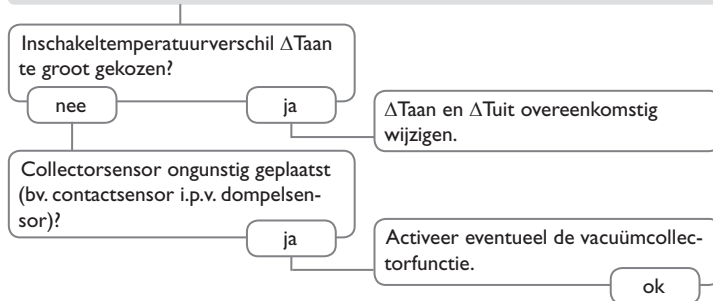 Inschakeltemperatuurverschil ΔTaan
te groot gekozen?
nee
ja
ΔTaan en ΔTuit overeenkomstig
wijzigen.
Collectorsensor ongunstig geplaatst
(bv. contactsensor i.p.v. dompelsen-
sor)?
ja
Activeer eventueel de vacuümcollec-
torfunctie.
ok